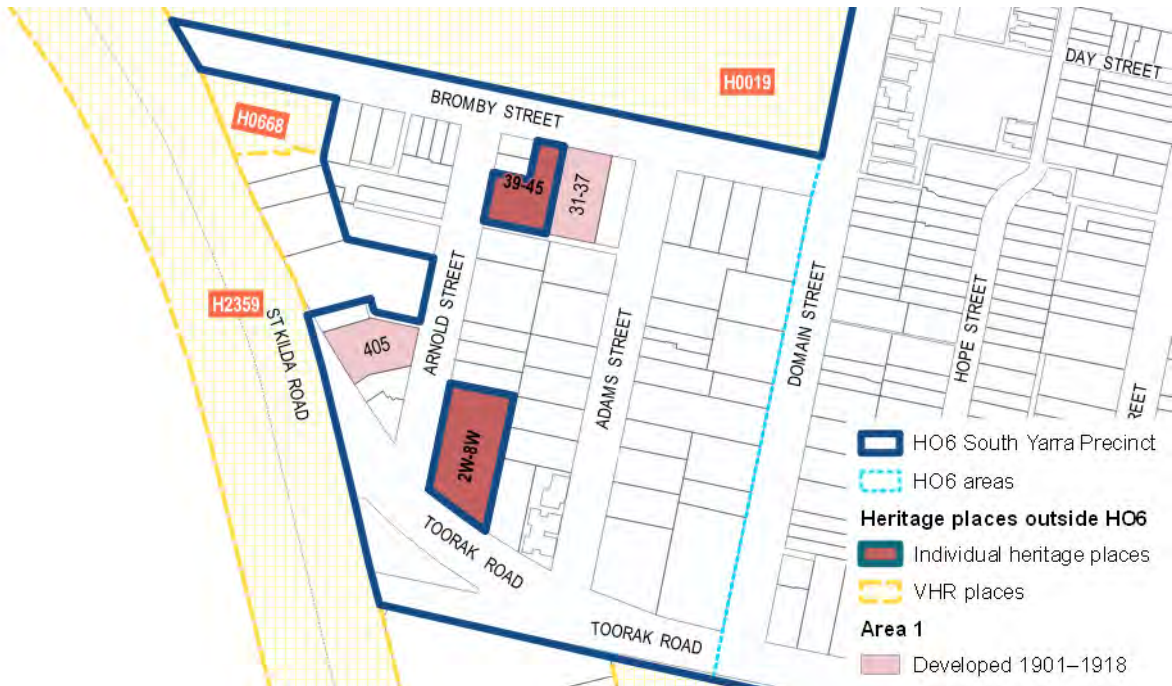 DAY STREET
H0019
BROMBY STREET
H0668
39-45
31-37
H2359
ST KILDA ROAD
ARNOLD STREET
405
ADAMS STREET
DOMAIN STREET
HOPE STREET
REET
2W-8W
TOORAK ROAD
TOORAK ROAD
HO6 South Yarra Precinct
HO6 areas
Heritage places outside HO6
Individual heritage places
VHR places
Area 1
Developed 1901–1918